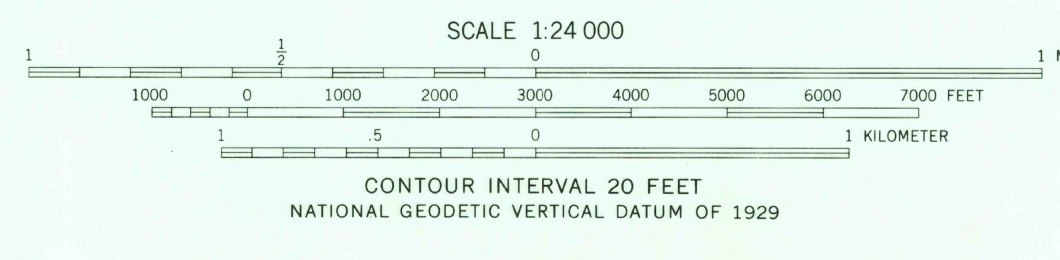 SCALE 1:24 000
1 1/2 0 1
1000 0 1000 2000 3000 4000 5000 6000 7000 FEET
1 .5 0 1 KILOMETER
CONTOUR INTERVAL 20 FEET
NATIONAL GEODETIC VERTICAL DATUM OF 1929